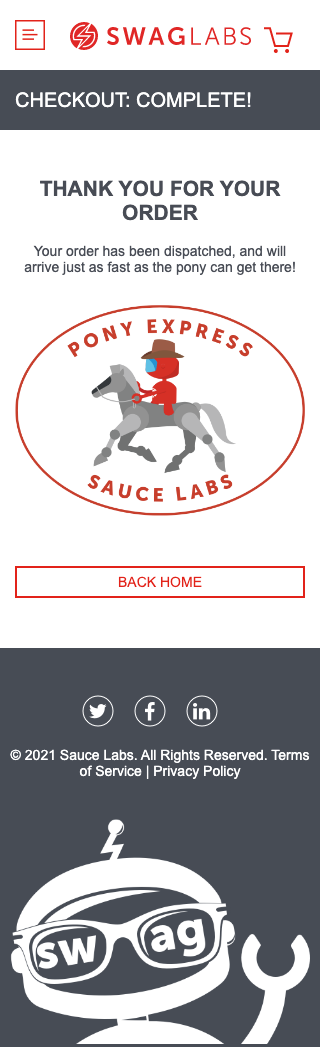 SWAGLABS
CHECKOUT: COMPLETE!
THANK YOU FOR YOUR
ORDER
Your order has been dispatched, and will
arrive just as fast as the pony can get there!
PONY EXPRESS
SAUCE LABS
BACK HOME
© 2021 Sauce Labs. All Rights Reserved. Terms
of Service | Privacy Policy
swag